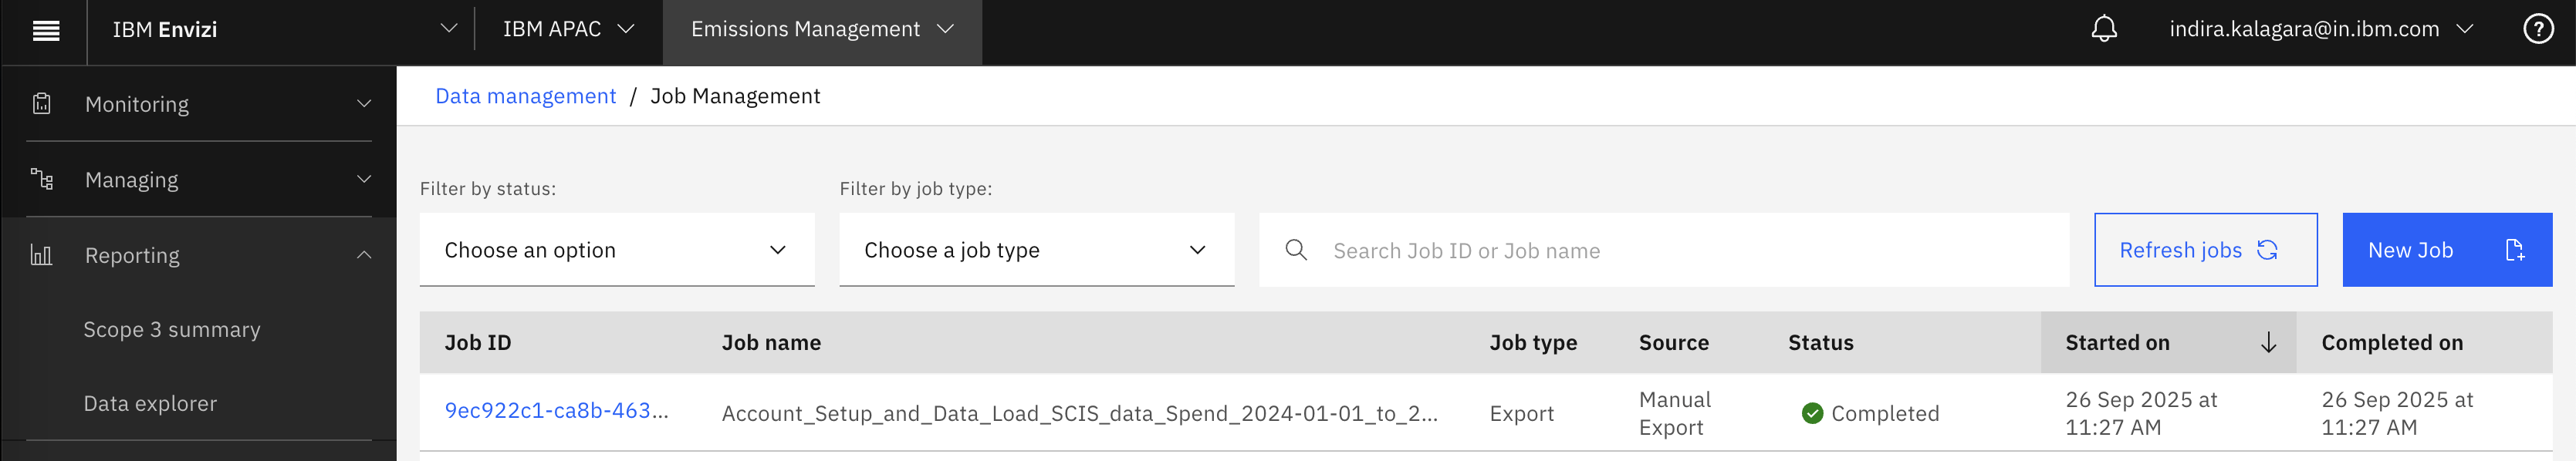 IBM Envizi
IBM APAC
Emissions Management
indira.kalagara@in.ibm.com
Monitoring
Managing
Reporting
Scope 3 summary
Data explorer
Data management / Job Management
Filter by status:
Filter by job type:
Choose an option
Choose a job type
Search Job ID or Job name
Refresh jobs
New Job
Job ID Job name Job type Source Status Started on Completed on
9ec922c1-ca8b-463...
Account_Setup_and_Data_Load_SCIS_data_Spend_2024-01-01_to_2...
Export
Manual
Export
Completed
26 Sep 2025 at
11:27 AM
26 Sep 2025 at
11:27 AM